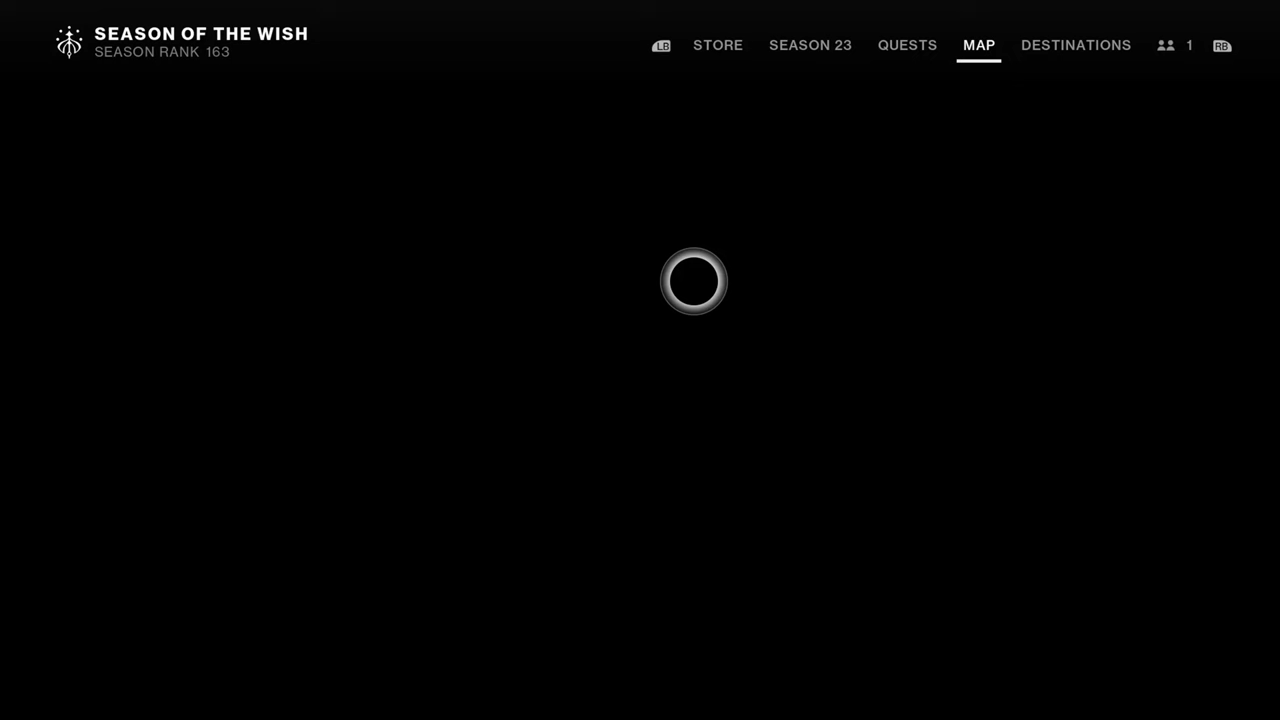 SEASON OF THE WISH
SEASON RANK 163
LB STORE SEASON 23 QUESTS MAP DESTINATIONS 1 RB